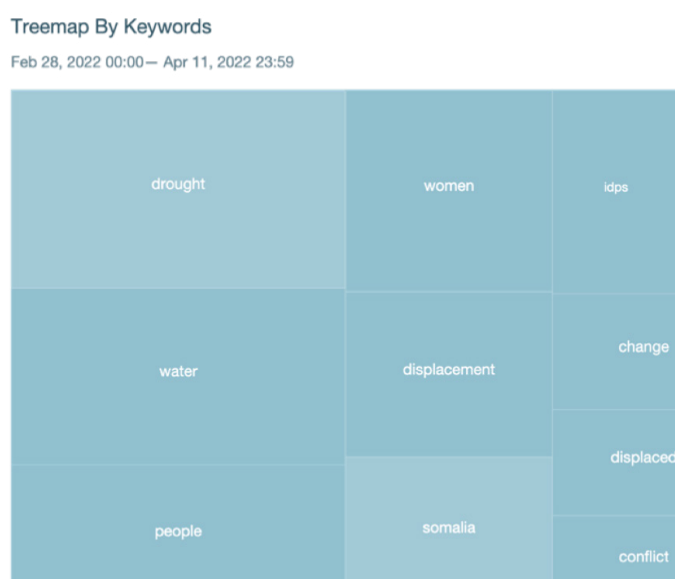 Treemap By Keywords
Feb 28, 2022 00:00— Apr 11, 2022 23:59
drought
women
idps
water
displacement
change
displaced
people
somalia
conflict